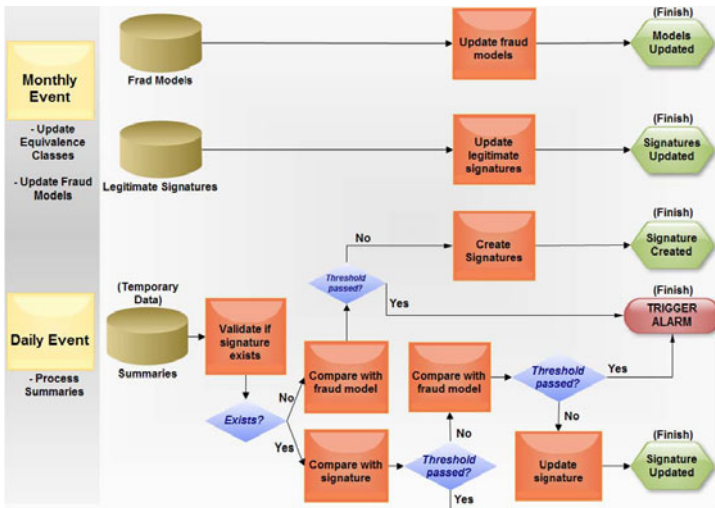 Monthly
Event
- Update
Equivalence
Classes
- Update Fraud
Models
Frad Models
Update fraud
models
(Finish)
Models
Updated
Legitimate Signatures
Update
legitimate
signatures
(Finish)
Signatures
Updated
No
Create
Signatures
(Finish)
Signature
Created
Threshold
passed?
Yes
(Finish)
TRIGGER
ALARM
Daily Event
- Process
Summaries
(Temporary
Data)
Summaries
Validate if
signature
exists
Exists?
No
Yes
Compare with
fraud model
Compare with
signature
Threshold
passed?
No
Yes
Compare with
fraud model
Threshold
passed?
Yes
No
Update
signature
(Finish)
Signature
Updated